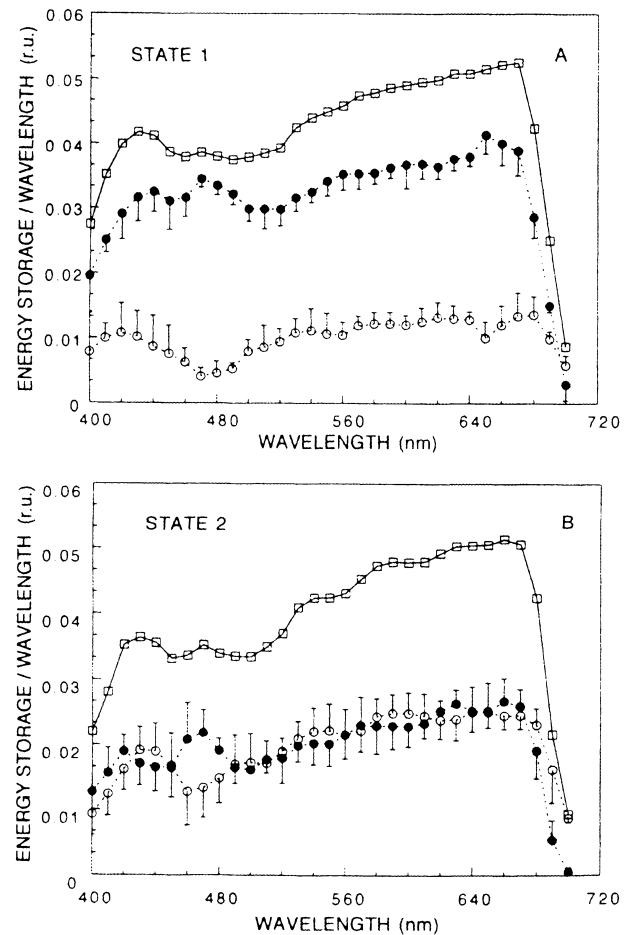 0.06
STATE 1
A
0.05
0.04
0.03
0.02
0.01
0
ENERGY STORAGE / WAVELENGTH (r.u.)
400 480 560 640 720
WAVELENGTH (nm)
0.06
STATE 2
B
0.05
0.04
0.03
0.02
0.01
0
ENERGY STORAGE / WAVELENGTH (r.u.)
400 480 560 640 720
WAVELENGTH (nm)